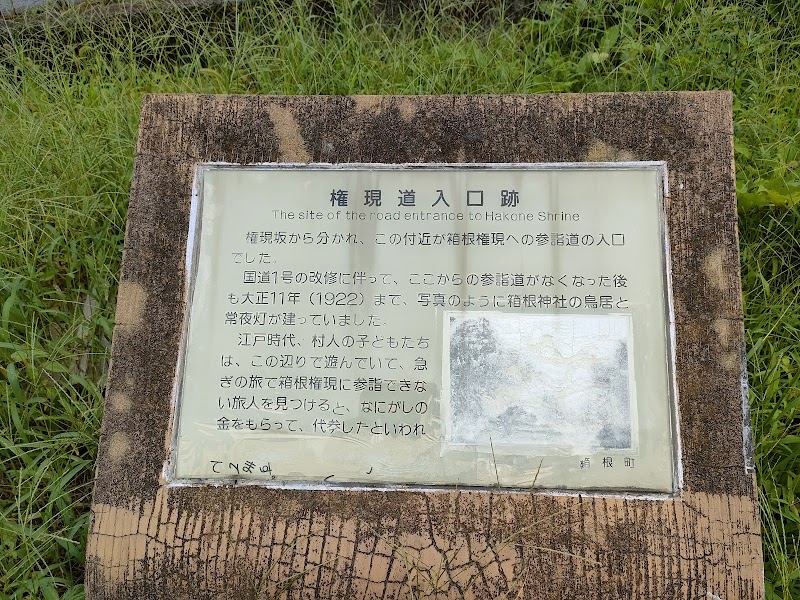 権現道入口跡
The site of the road entrance to Hakone Shrine
権現坂から分かれ、この付近が箱根権現への参詣道の入口
でした。
国道1号の改修に伴って、ここからの参詣道がなくなった後
も大正11年（1922）まで、写真のように箱根神社の鳥居と
常夜灯が建っていました。
江戸時代、村人の子どもたち
は、この辺りで遊んでいて、急
ぎの旅で箱根権現に参詣できな
い旅人を見つけると、なにがしの
金をもらって、代参したといわれ
て
箱根町